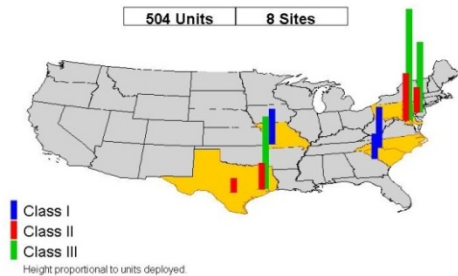 504 Units 8 Sites
Class I
Class II
Class III
Height proportional to units deployed.